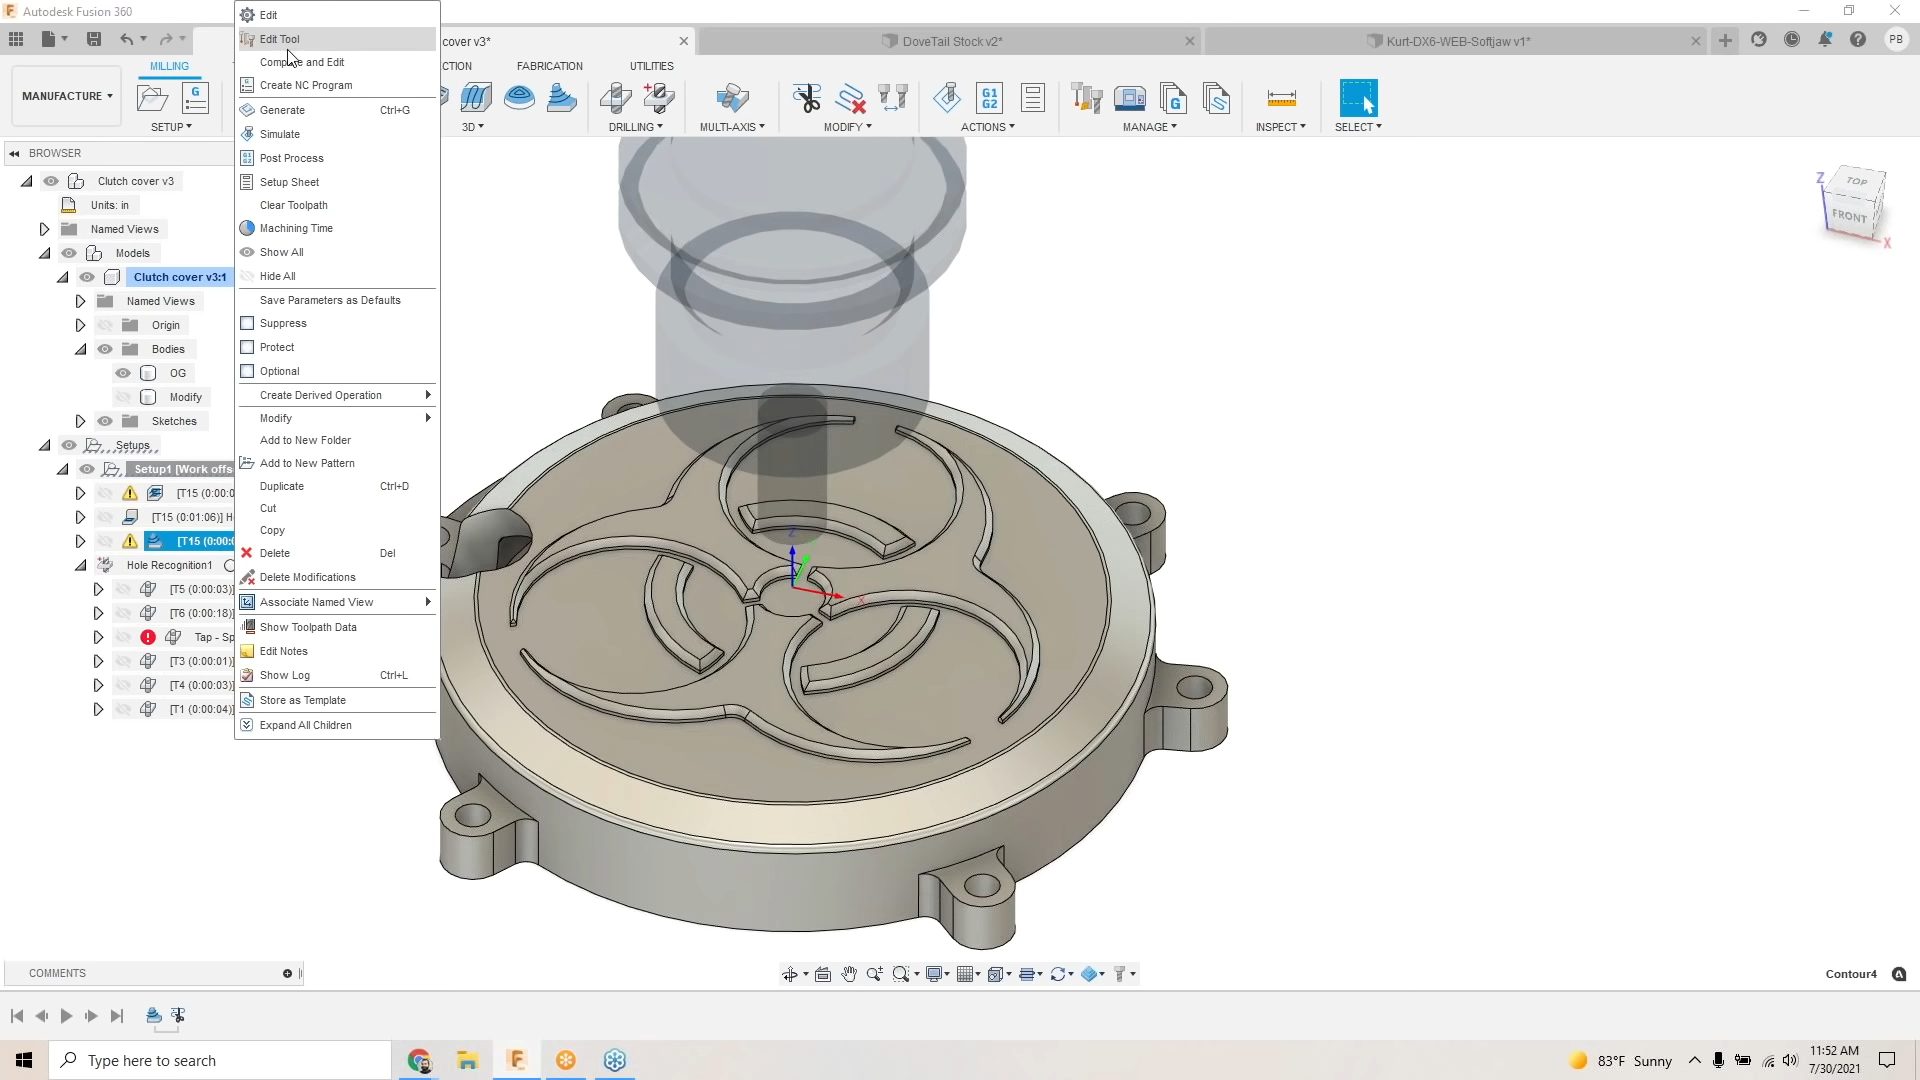 Autodesk Fusion 360
cover v3*
DoveTail Stock v2*
Kurt-DX6-WEB-Softjaw v1*
PB
MILLING
CTION
FABRICATION
UTILITIES
MANUFACTURE
SETUP
3D
DRILLING
MULTI-AXIS
MODIFY
G1
G2
ACTIONS
MANAGE
INSPECT
SELECT
BROWSER
Clutch cover v3
Units: in
Named Views
Models
Clutch cover v3:1
Named Views
Origin
Bodies
OG
Modify
Sketches
Setups
Setup1 [Work offs
[T15 (0:00:0
[T15 (0:01:06)] H
[T15 (0:00:0
Hole Recognition1
[T5 (0:00:03)]
[T6 (0:00:18)]
Tap - Sp
[T3 (0:00:01)]
[T4 (0:00:03)]
[T1 (0:00:04)]
Edit
Edit Tool
and Edit
Create NC Program
Generate Ctrl+G
Simulate
Post Process
Setup Sheet
Clear Toolpath
Machining Time
Show All
Hide All
Save Parameters as Defaults
Suppress
Protect
Optional
Create Derived Operation
Modify
Add to New Folder
Add to New Pattern
Duplicate Ctrl+D
Cut
Copy
Delete Del
Delete Modifications
Associate Named View
Show Toolpath Data
Edit Notes
Show Log Ctrl+L
Store as Template
Expand All Children
Z
TOP
FRONT
X
Z
X
COMMENTS
Contour4
Type here to search
83°F Sunny
11:52 AM
7/30/2021